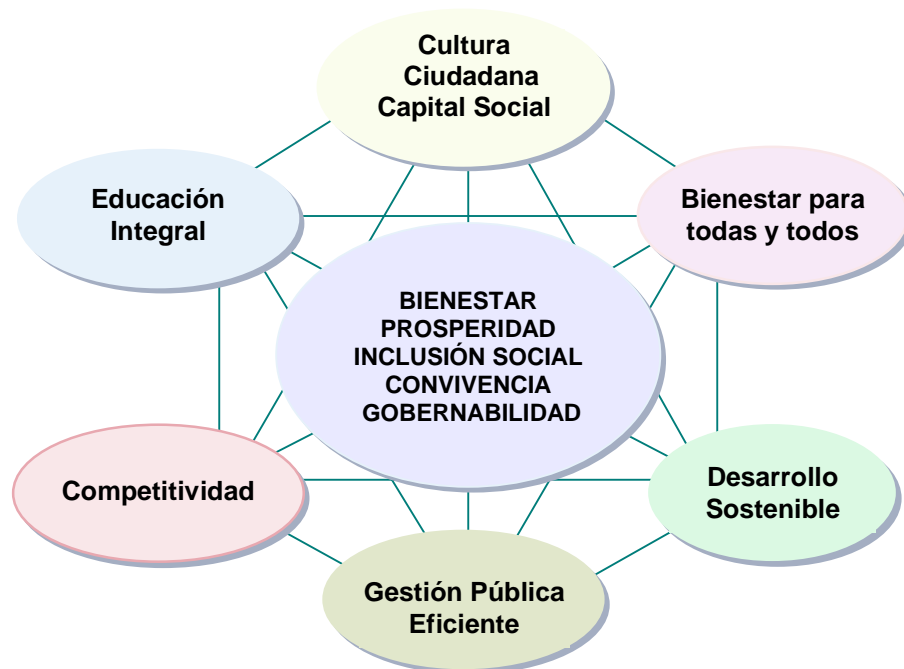 Cultura
Ciudadana
Capital Social
Educación
Integral
Bienestar para
todas y todos
BIENESTAR
PROSPERIDAD
INCLUSIÓN SOCIAL
CONVIVENCIA
GOBERNABILIDAD
Competitividad
Desarrollo
Sostenible
Gestión Pública
Eficiente